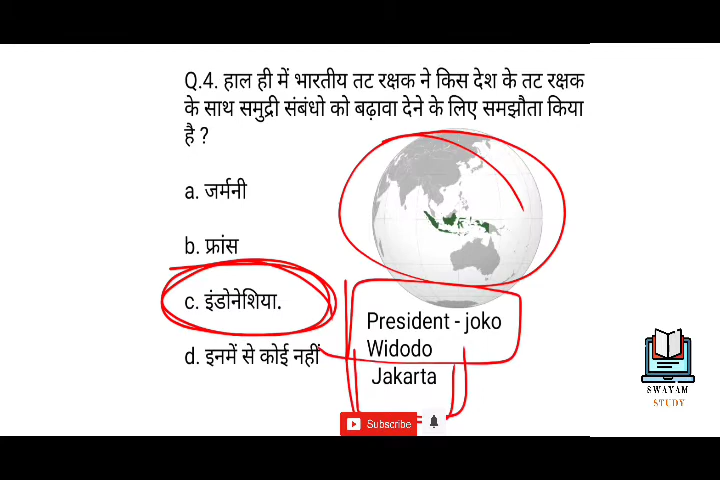 Q.4. हाल ही में भारतीय तट रक्षक ने किस देश के तट रक्षक
के साथ समुद्री संबंधो को बढ़ावा देने के लिए समझौता किया
है ?
a. जर्मनी
b. फ्रांस
c. इंडोनेशिया.
d. इनमें से कोई नहीं
President - joko
Widodo
Jakarta
Subscribe
SWAYAM
STUDY